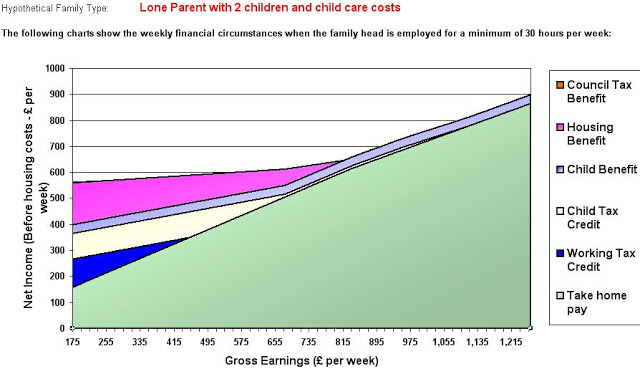 Hypothetical Family Type: Lone Parent with 2 children and child care costs
The following charts show the weekly financial circumstances when the family head is employed for a minimum of 30 hours per week:
Net Income (Before housing costs - £ per
week)
1000
900
800
700
600
500
400
300
200
100
0
175 255 335 415 495 575 655 735 815 895 975 1,055 1,135 1,215
Gross Earnings (£ per week)
Council Tax
Benefit
Housing
Benefit
Child Benefit
Child Tax
Credit
Working Tax
Credit
Take home
pay